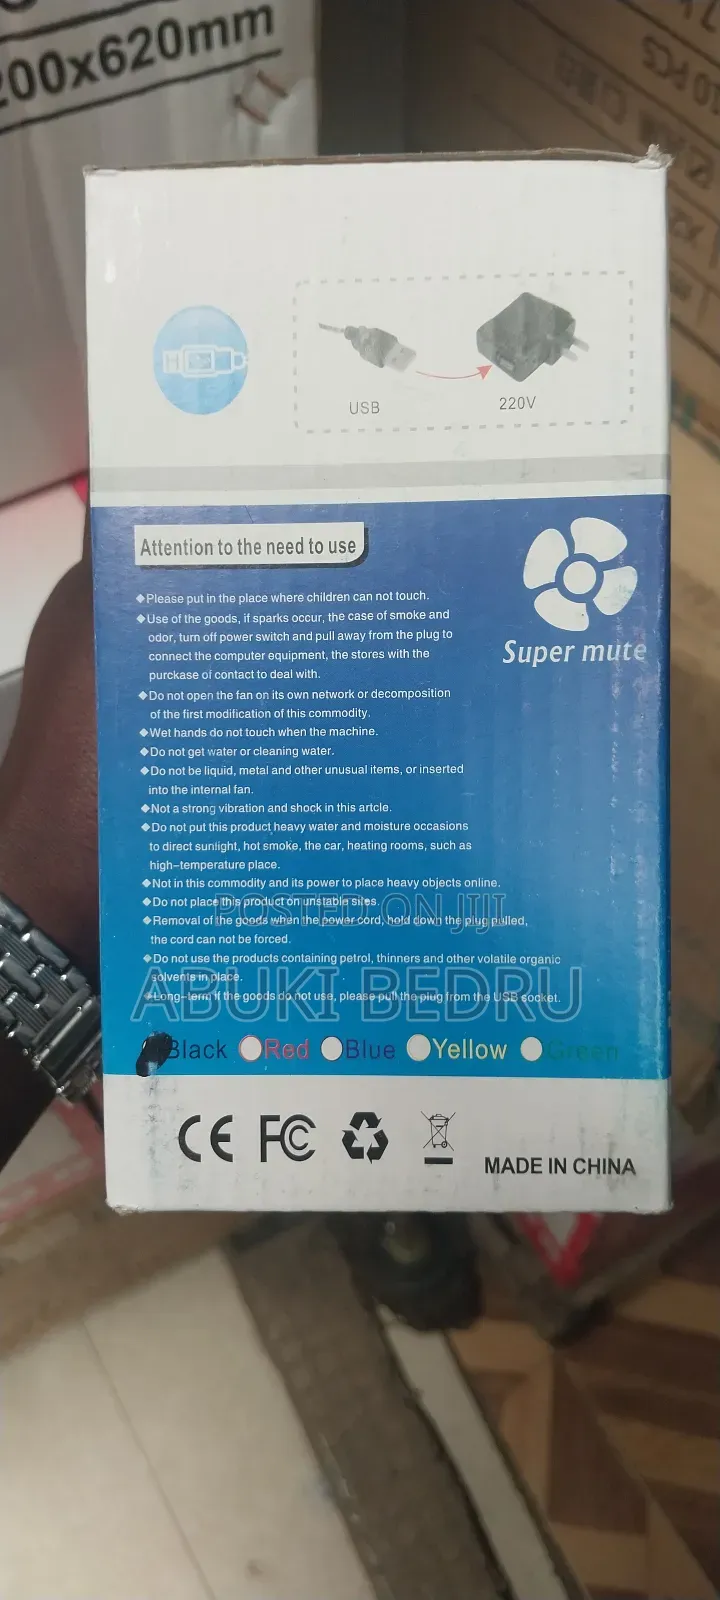 200x620mm
USB
220V
Attention to the need to use
Super mute
◆Please put in the place where children can not touch.
◆Use of the goods, if sparks occur, the case of smoke and
odor, turn off power switch and pull away from the plug to
connect the computer equipment, the stores with the
purckase of contact to deal with.
◆Do not open the fan on its own network or decomposition
of the first modification of this commodity.
◆Wet hands do not touch when the machine.
◆Do not get water or cleaning water.
◆Do not be liquid, metal and other unusual items, or inserted
into the internal fan.
◆Not a strong vibration and shock in this artcle.
◆Do not put this product heavy water and moisture occasions
to direct sunlight, hot smoke, the car, heating rooms, such as
high-temperature place.
◆Not in this commodity and its power to place heavy objects online.
◆Do not place this product on unstable sites.
◆Removal of the goods when the power cord, hold down the plug pulled,
the cord can not be forced.
◆Do not use the products containing petrol, thinners and other volatile organic
solvents in place.
◆Long-term if the goods do not use, please pull the plug from the USB socket.
POSTED ON JIJI
ABUKI BEDRU
Black Red Blue Yellow Green
CE FC
MADE IN CHINA